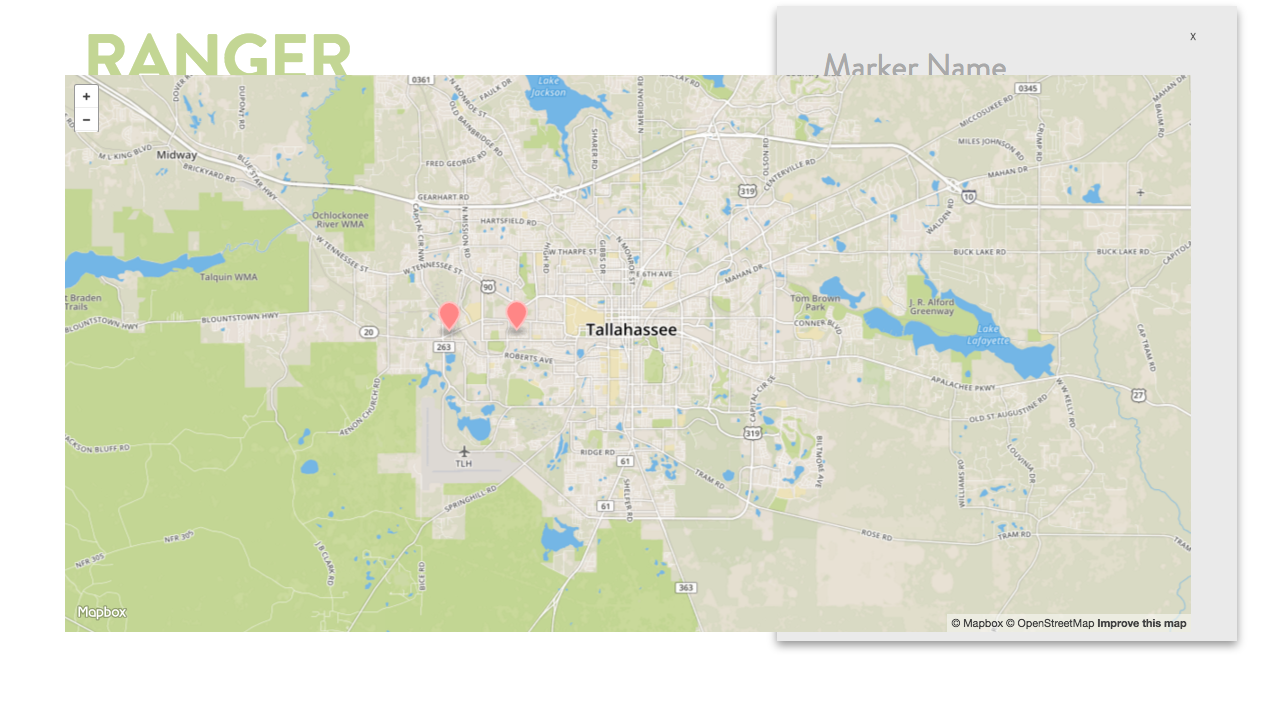 RANGER
X
Marker Name
+
−
0361
Lake
Jackson
FAULK DR
N MONROE ST
OLD BAINBRIDGE RD
N MERIDIAN RD
0345
MAHAN DR
BAUM RD
MICCOSUKEE RD
DUPONT RD
DOVER RD
SHARER RD
OLSON RD
CENTERVILLE RD
MILES JOHNSON RD
CRUMP RD
M L KING BLVD
Midway
BRICKYARD RD
BLUE STAR HWY
FRED GEORGE RD
MAHAN DR
319
10
GEARHART RD
CAPITAL CIR NW
N MISSION RD
HARTSFIELD RD
Ochlockonee
River WMA
WALDEN RD
W TENNESSEE ST
HIGH RD
W THARPE ST
GIBBS DR
N MONROE ST
BUCK LAKE RD
BUCK LAKE RD
CAPITOLA
W TENNESSEE ST
E 6TH AVE
MAHAN DR
Talquin WMA
90
t Braden
Trails
Tom Brown
Park
J. R. Alford
Greenway
BLOUNTSTOWN HWY
BLOUNTSTOWN HWY
20
263
Tallahassee
CONNER BLVD
Lake
Lafayette
ROBERTS AVE
CAP TRAM RD
CAPITAL CIR SE
APALACHEE PKWY
W W KELLY RD
27
AENON CHURCH RD
OLD ST AUGUSTINE RD
319
JACKSON BLUFF RD
TLH
RIDGE RD
61
BILTMORE AVE
LOUVINIA DR
WILLIAMS RD
TRAM RD
SPRINGHILL RD
SHELFER RD
61
NFR 305
NFR 305
J B CLARK RD
BICE RD
ROSE RD
TRAM RD
TRAM
363
Mapbox
© Mapbox © OpenStreetMap Improve this map